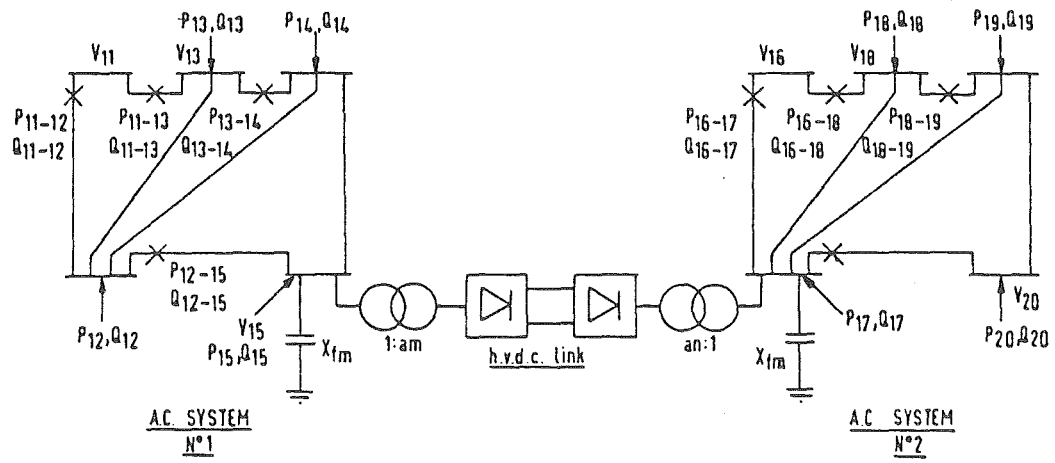 P13,Q13
P14,Q14
V11
V13
P11-12
Q11-12
P11-13
Q11-13
P13-14
Q13-14
P12-15
Q12-15
P12,Q12
V15
P15,Q15
Xfm
1:am
h.v.d.c. link
an:1
A.C. SYSTEM
Nº1
P18,Q18
P19,Q19
V16
V18
P16-17
Q16-17
P16-18
Q16-18
P18-19
Q18-19
P17,Q17
V20
P20,Q20
Xfm
A.C SYSTEM
Nº2